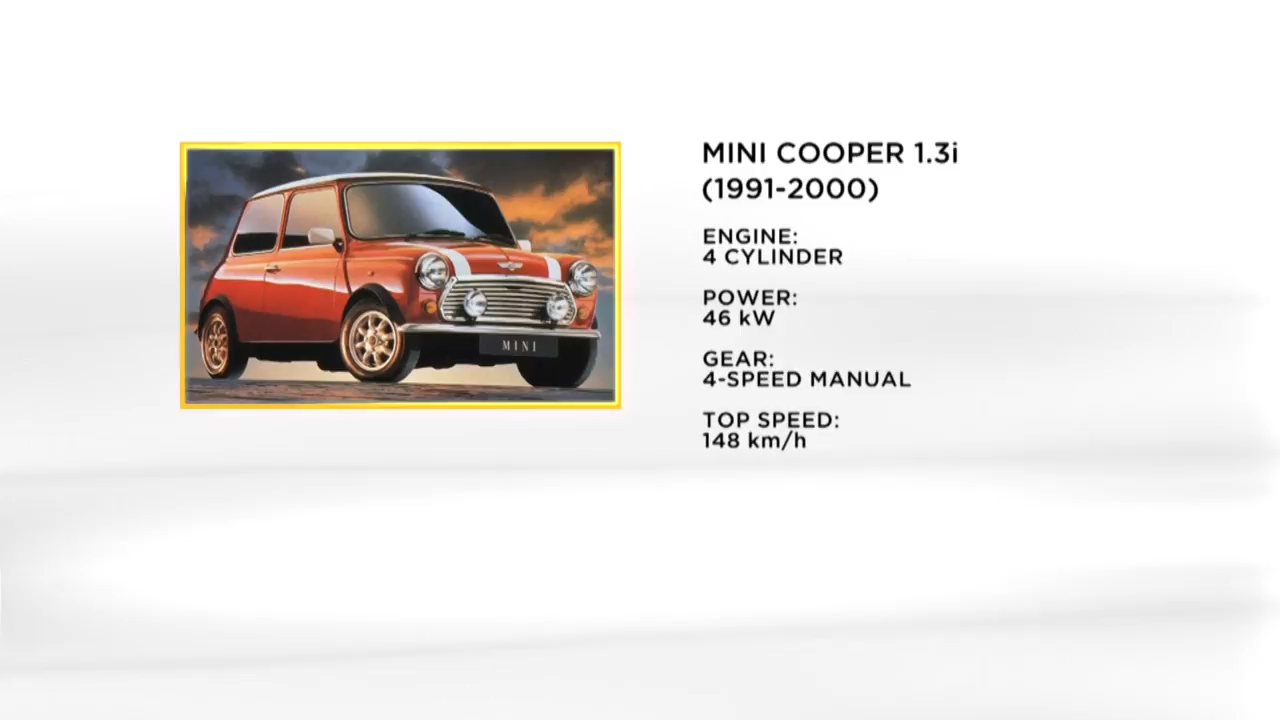 MINI COOPER 1.3i
(1991-2000)
ENGINE:
4 CYLINDER
POWER:
46 kW
GEAR:
4-SPEED MANUAL
TOP SPEED:
148 km/h
MINI